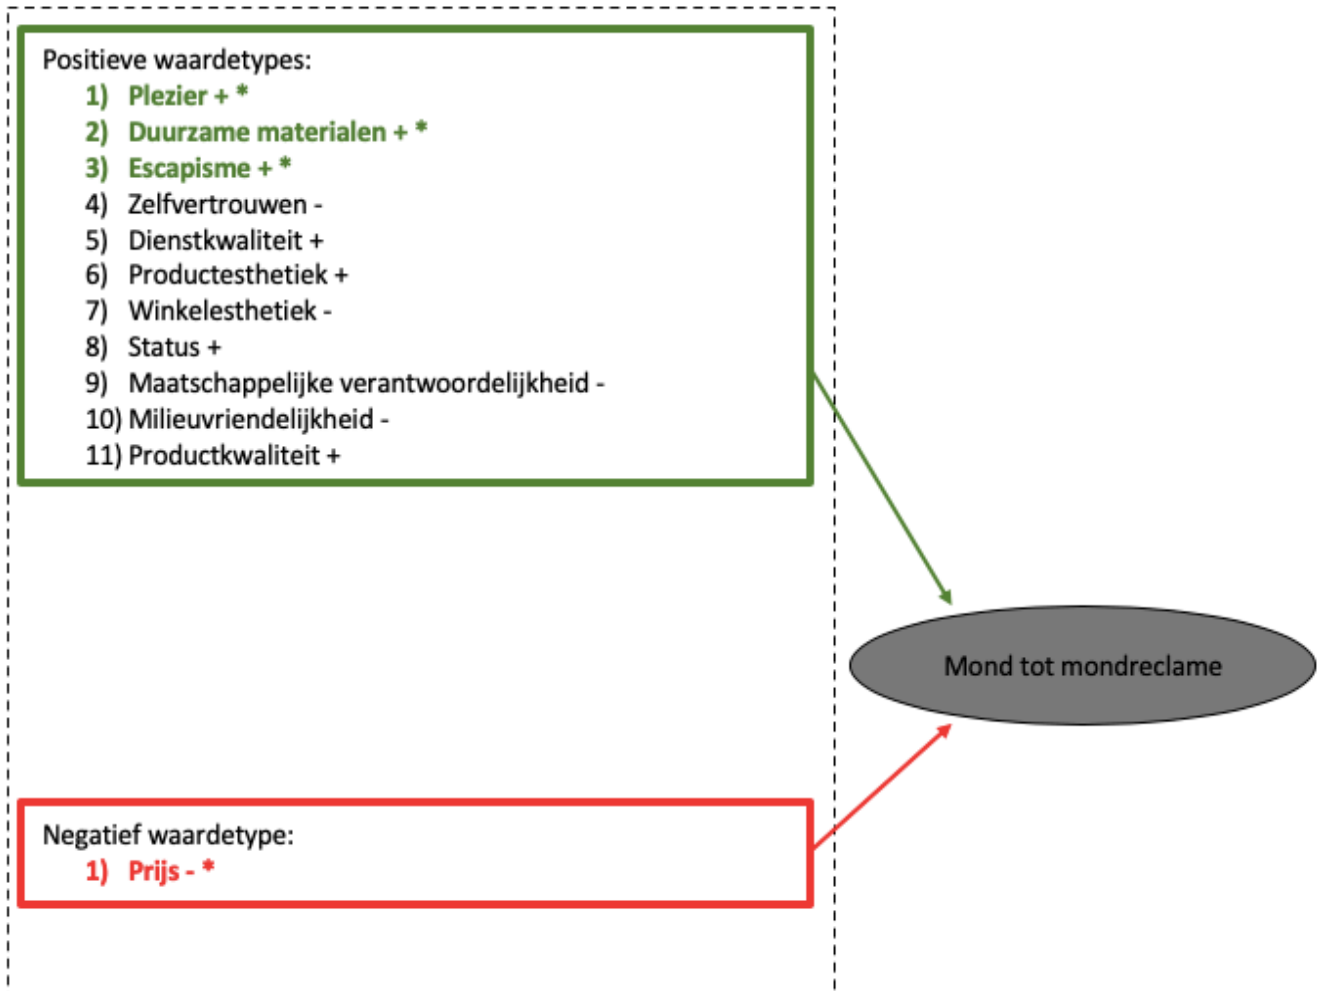 Positieve waardetypes:
1) Plezier + *
2) Duurzame materialen + *
3) Escapisme + *
4) Zelfvertrouwen -
5) Dienstkwaliteit +
6) Productesthetiek +
7) Winkelesthetiek -
8) Status +
9) Maatschappelijke verantwoordelijkheid -
10) Milieuvriendelijkheid -
11) Productkwaliteit +
Mond tot mondreclame
Negatief waardetype:
1) Prijs - *